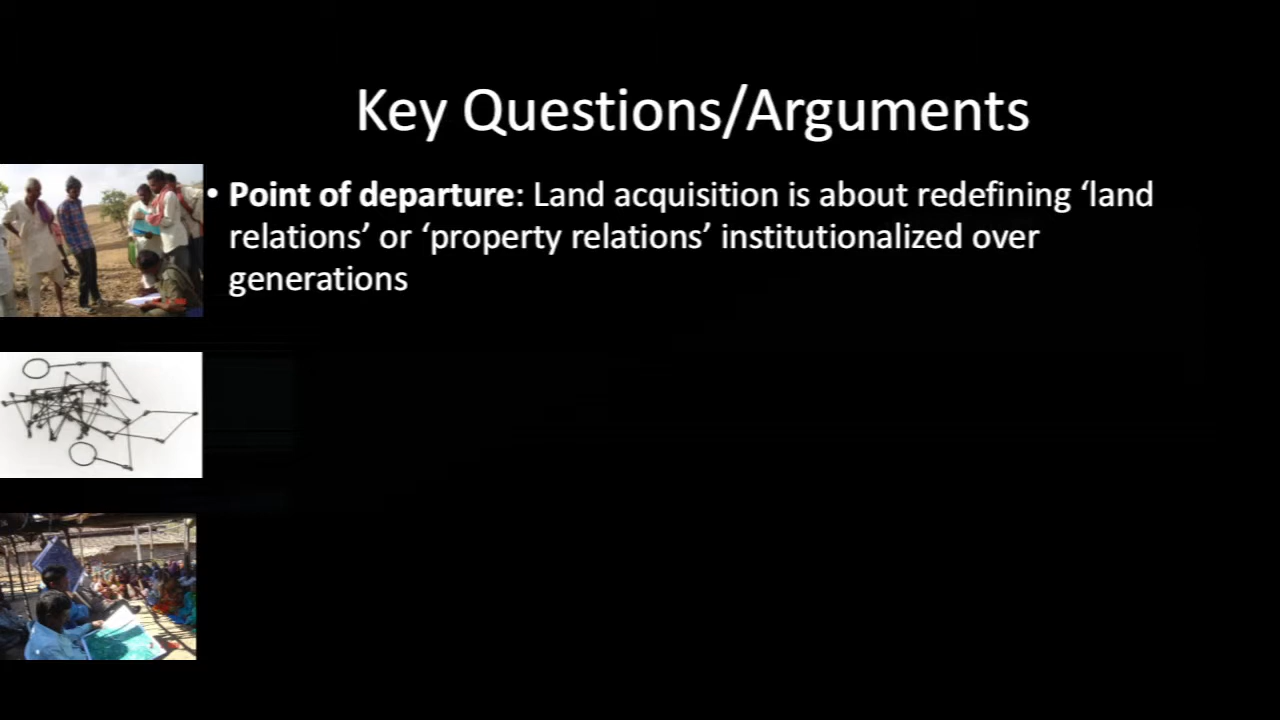 Key Questions/Arguments
• Point of departure: Land acquisition is about redefining ‘land
relations’ or ‘property relations’ institutionalized over
generations